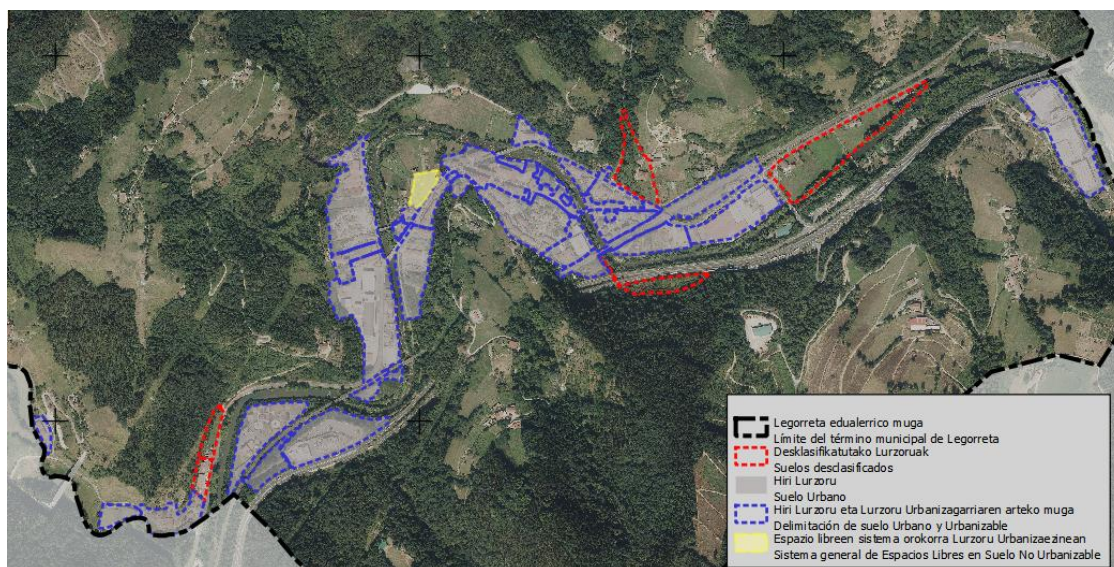 Legorreta edualerrico muga
Límite del término municipal de Legorreta
Desklasifikatutako Lurzoruak
Suelos desclasificados
Hiri Lurzoru
Suelo Urbano
Hiri Lurzoru eta Lurzoru Urbanizagarriaren arteko muga
Delimitación de suelo Urbano y Urbanizable
Espazio libreen sistema orokorra Lurzoru Urbanizaezinean
Sistema general de Espacios Libres en Suelo No Urbanizable